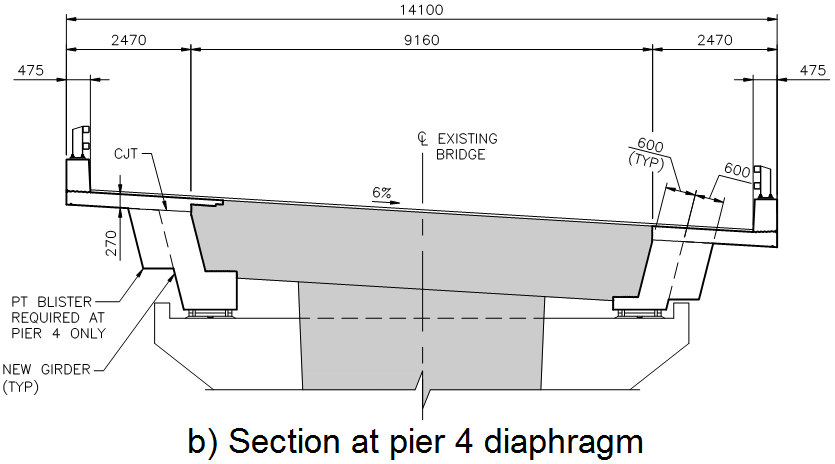 14100
2470
9160
2470
475
475
CJT
℄ EXISTING
BRIDGE
600
(TYP)
600
6%
270
PT BLISTER
REQUIRED AT
PIER 4 ONLY
NEW GIRDER
(TYP)
b) Section at pier 4 diaphragm